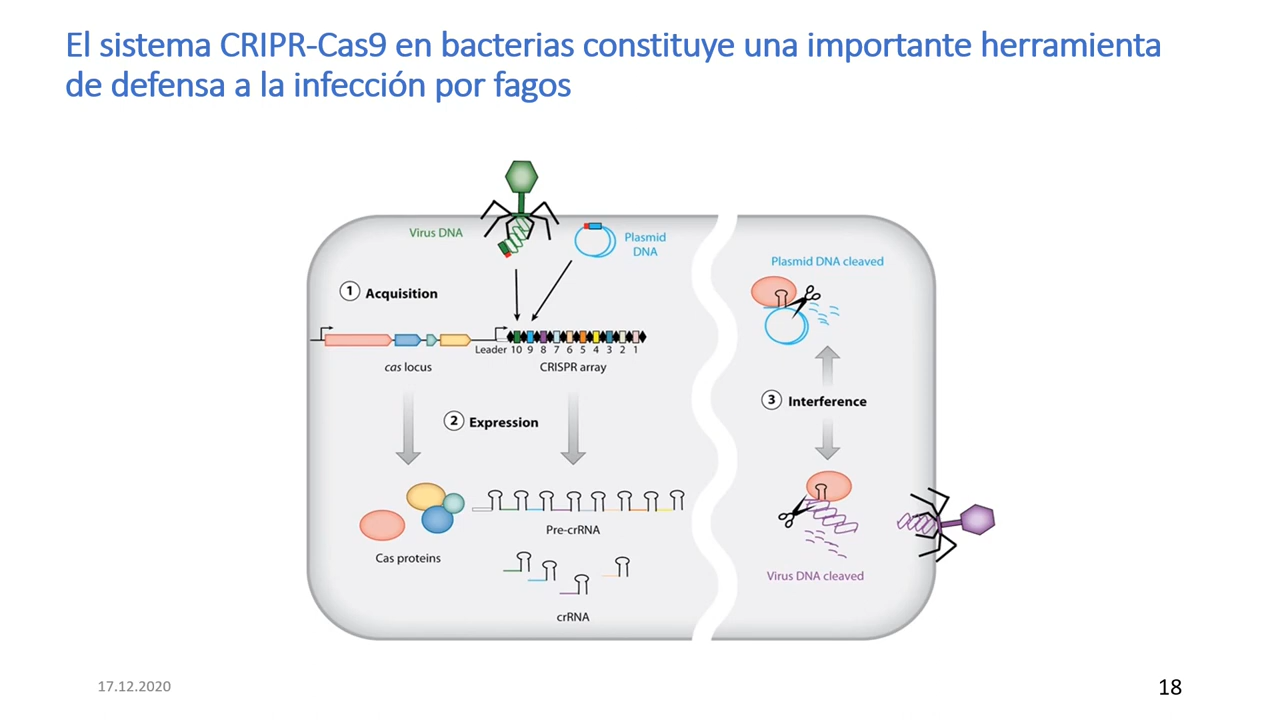 El sistema CRIPR-Cas9 en bacterias constituye una importante herramienta
de defensa a la infección por fagos
Virus DNA
Plasmid
DNA
1 Acquisition
Leader 10 9 8 7 6 5 4 3 2 1
cas locus
CRISPR array
2 Expression
Pre-crRNA
Cas proteins
crRNA
Plasmid DNA cleaved
3 Interference
Virus DNA cleaved
17.12.2020
18